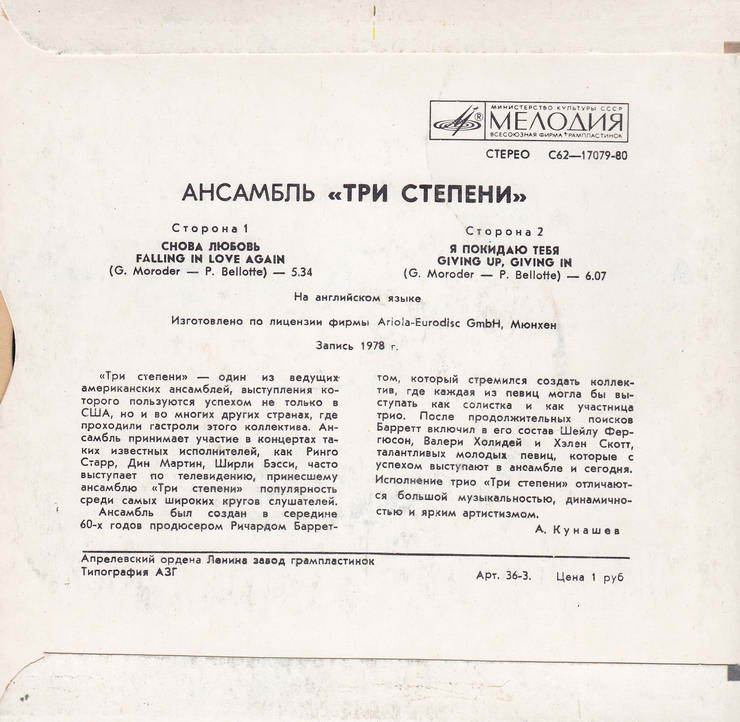 МИНИСТЕРСТВО КУЛЬТУРЫ СССР
МЕЛОДИЯ
ВСЕСОЮЗНАЯ ФИРМА ГРАМПЛАСТИНОК
СТЕРЕО С62—17079-80
АНСАМБЛЬ «ТРИ СТЕПЕНИ»
Сторона 1
СНОВА ЛЮБОВЬ
FALLING IN LOVE AGAIN
(G. Moroder — P. Bellotte) — 5.34
Сторона 2
Я ПОКИДАЮ ТЕБЯ
GIVING UP, GIVING IN
(G. Moroder — P. Bellotte) — 6.07
На английском языке
Изготовлено по лицензии фирмы Ariola-Eurodisc GmbH, Мюнхен
Запись 1978 г.
«Три степени» — один из ведущих
американских ансамблей, выступления ко-
торого пользуются успехом не только в
США, но и во многих других странах, где
проходили гастроли этого коллектива. Ан-
самбль принимает участие в концертах та-
ких известных исполнителей, как Ринго
Старр, Дин Мартин, Ширли Бэсси, часто
выступает по телевидению, принесшему
ансамблю «Три степени» популярность
среди самых широких кругов слушателей.
Ансамбль был создан в середине
60-х годов продюсером Ричардом Баррет-
том, который стремился создать коллек-
тив, где каждая из певиц могла бы вы-
ступать как солистка и как участница
трио. После продолжительных поисков
Барретт включил в его состав Шейлу Фер-
гюсон, Валери Холидей и Хэлен Скотт,
талантливых молодых певиц, которые с
успехом выступают в ансамбле и сегодня.
Исполнение трио «Три степени» отличают-
ся большой музыкальностью, динамично-
стью и ярким артистизмом.
А. Кунашев
Апрелевский ордена Ленина завод грампластинок
Типография АЗГ
Арт. 36-3. Цена 1 руб